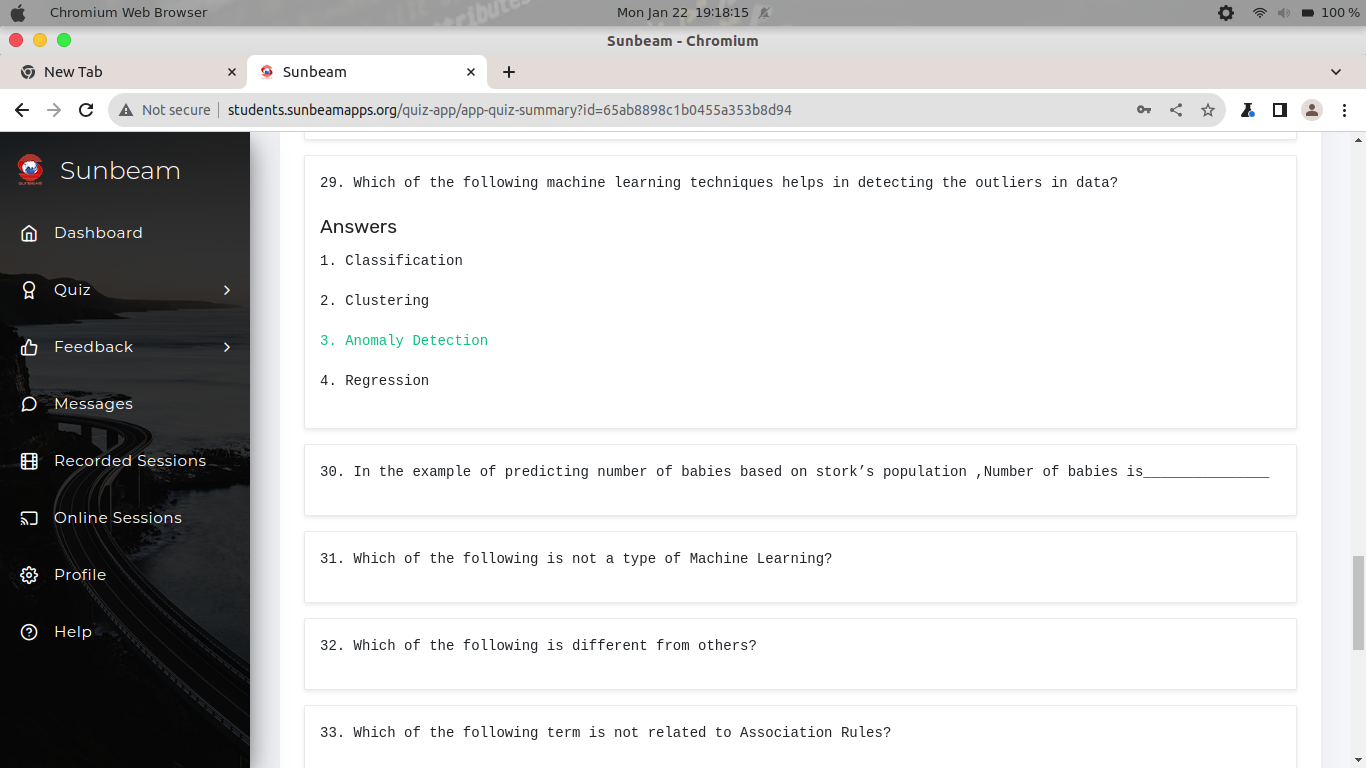 Chromium Web Browser
Mon Jan 22 19:18:15
100 %
Sunbeam - Chromium
New Tab
Sunbeam
Not secure
students.sunbeamapps.org/quiz-app/app-quiz-summary?id=65ab8898c1b0455a353b8d94
Sunbeam
Dashboard
Quiz
Feedback
Messages
Recorded Sessions
Online Sessions
Profile
Help
29. Which of the following machine learning techniques helps in detecting the outliers in data?
Answers
1. Classification
2. Clustering
3. Anomaly Detection
4. Regression
30. In the example of predicting number of babies based on stork’s population ,Number of babies is_______________
31. Which of the following is not a type of Machine Learning?
32. Which of the following is different from others?
33. Which of the following term is not related to Association Rules?